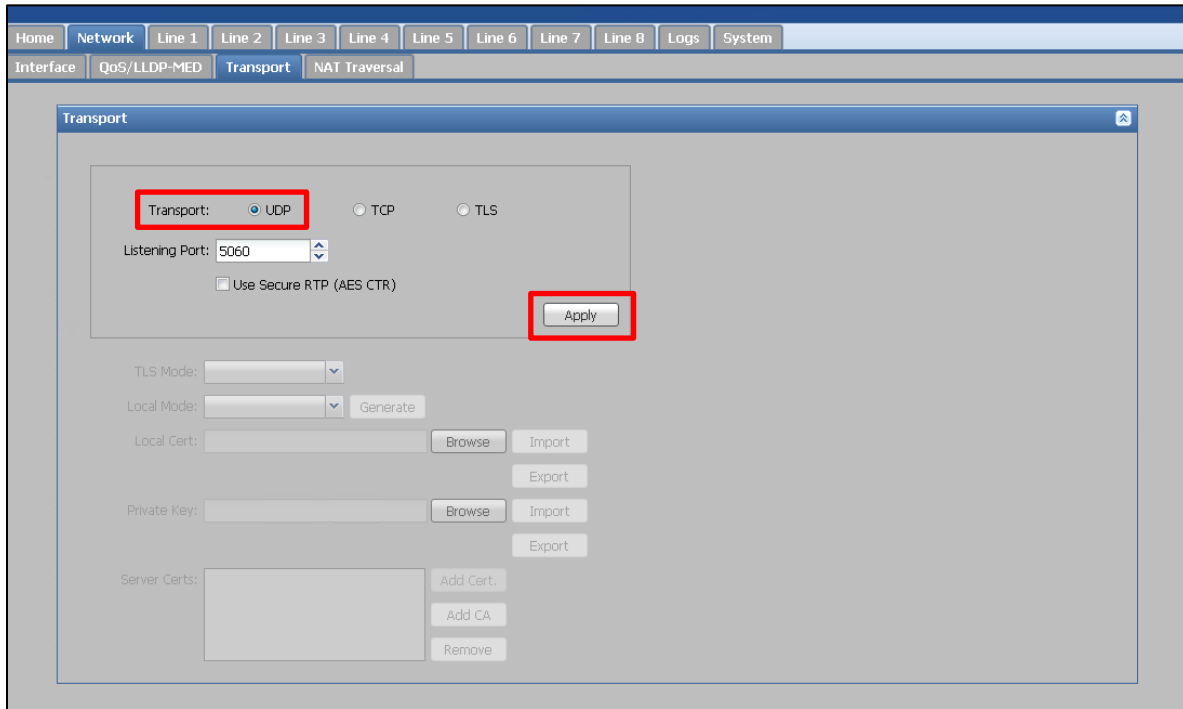 Home Network Line 1 Line 2 Line 3 Line 4 Line 5 Line 6 Line 7 Line 8 Logs System
Interface QoS/LLDP-MED Transport NAT Traversal
Transport
Transport: UDP TCP TLS
Listening Port: 5060
Use Secure RTP (AES CTR)
Apply
TLS Mode:
Local Mode: Generate
Local Cert: Browse Import
Export
Private Key: Browse Import
Export
Server Certs: Add Cert.
Add CA
Remove